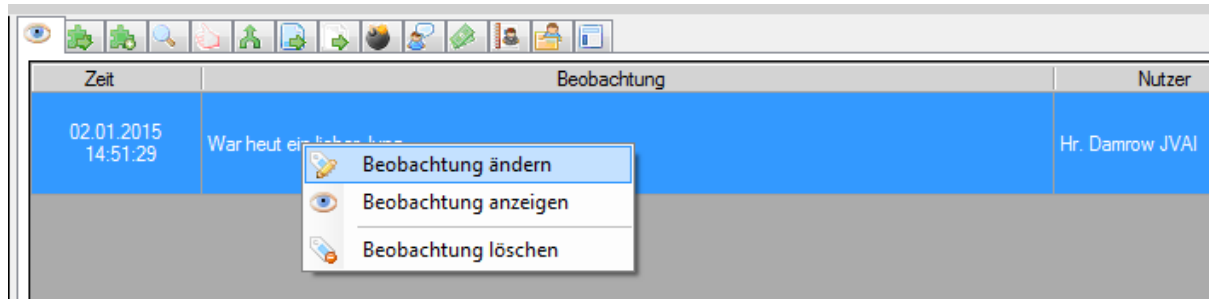 Zeit Beobachtung Nutzer
02.01.2015
14:51:29
War heut ein
Hr. Damrow JVAI
Beobachtung ändern
Beobachtung anzeigen
Beobachtung löschen